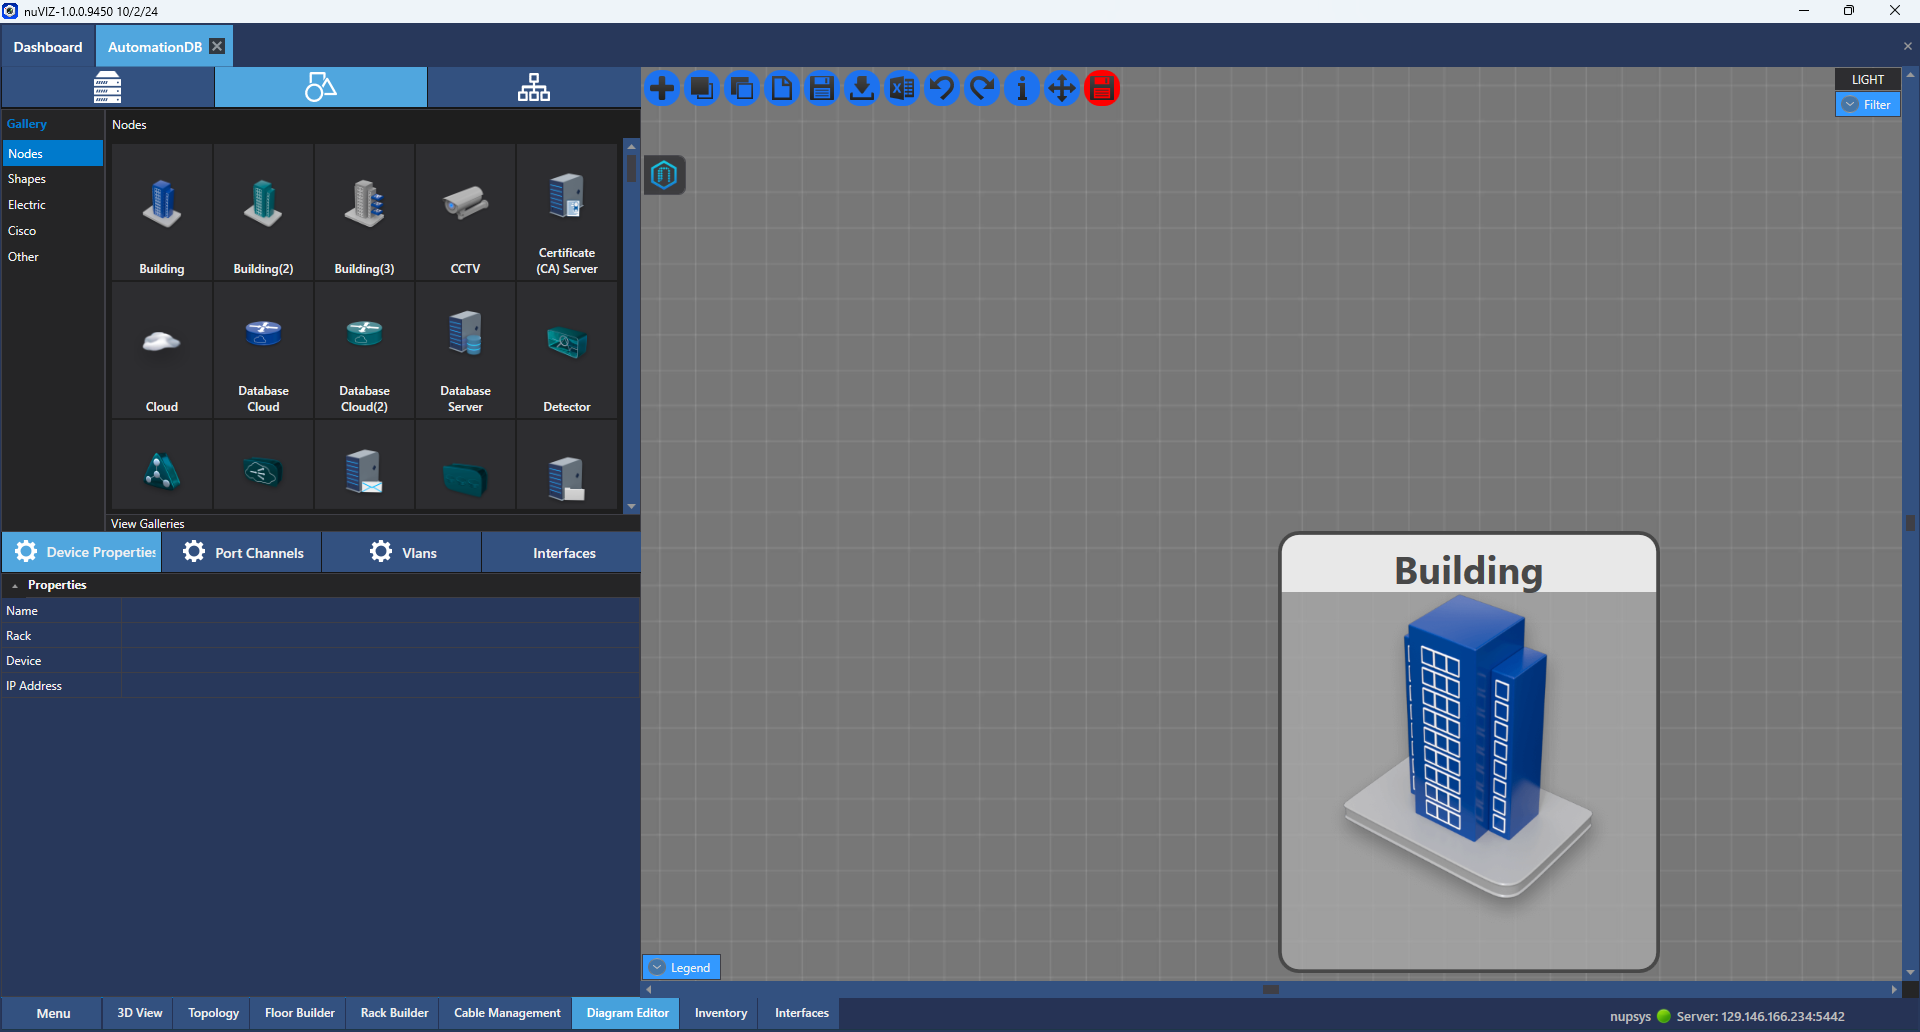 nuVIZ-1.0.0.9450 10/2/24
Dashboard
AutomationDB
LIGHT
Filter
Gallery
Nodes
Shapes
Electric
Cisco
Other
Nodes
Building
Building(2)
Building(3)
CCTV
Certificate
(CA) Server
Cloud
Database
Cloud
Database
Cloud(2)
Database
Server
Detector
View Galleries
Device Properties
Port Channels
Vlans
Interfaces
Properties
Name
Rack
Device
IP Address
Building
Legend
Menu
3D View
Topology
Floor Builder
Rack Builder
Cable Management
Diagram Editor
Inventory
Interfaces
nupsys
Server: 129.146.166.234:5442